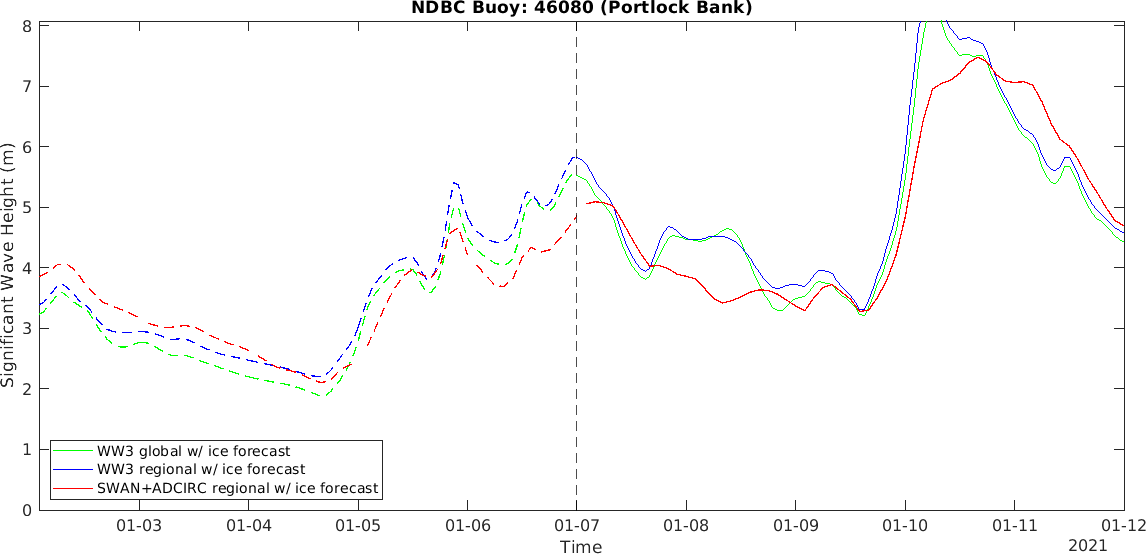 NDBC Buoy: 46080 (Portlock Bank)
8
7
6
5
4
3
2
1
0
Significant Wave Height (m)
WW3 global w/ ice forecast
WW3 regional w/ ice forecast
SWAN+ADCIRC regional w/ ice forecast
01-03 01-04 01-05 01-06 01-07 01-08 01-09 01-10 01-11 01-12
Time
2021